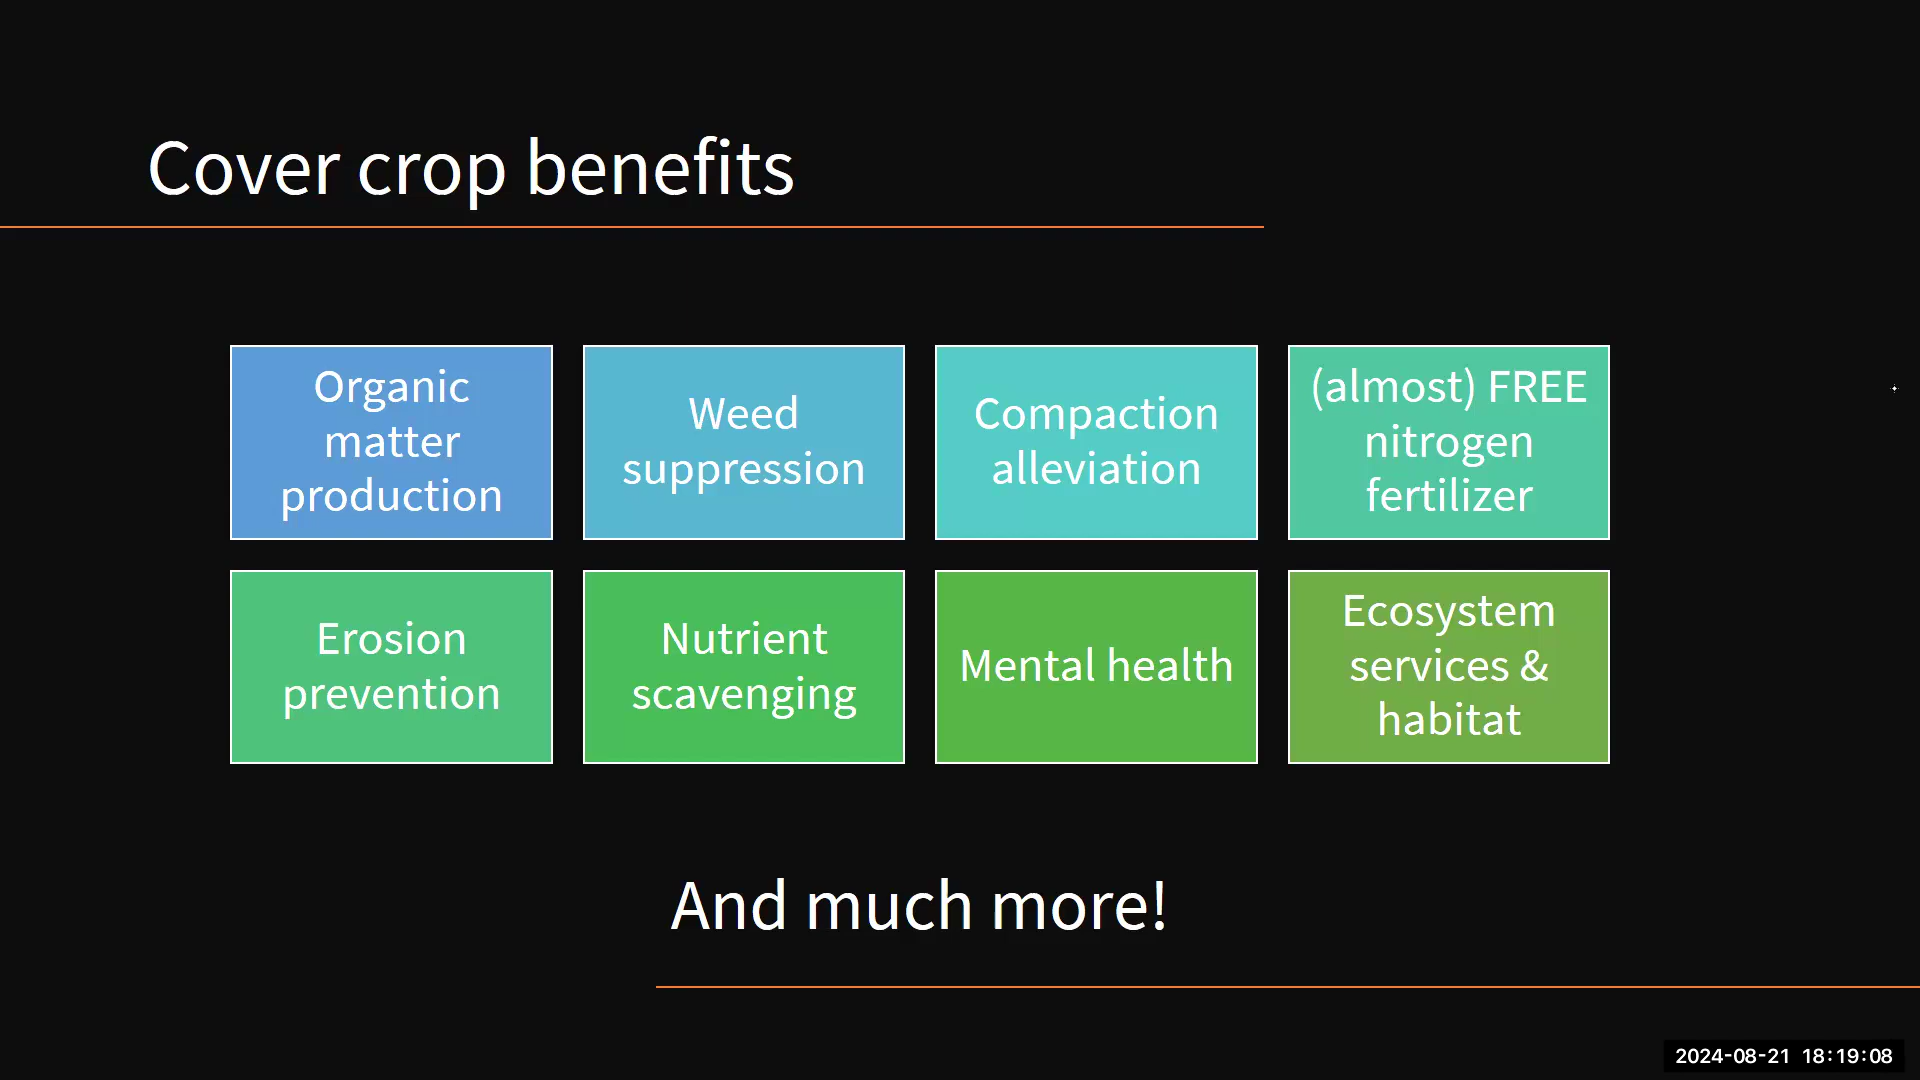 Cover crop benefits
Organic
matter
production
Weed
suppression
Compaction
alleviation
(almost) FREE
nitrogen
fertilizer
Erosion
prevention
Nutrient
scavenging
Mental health
Ecosystem
services &
habitat
And much more!
2024-08-21 18:19:08